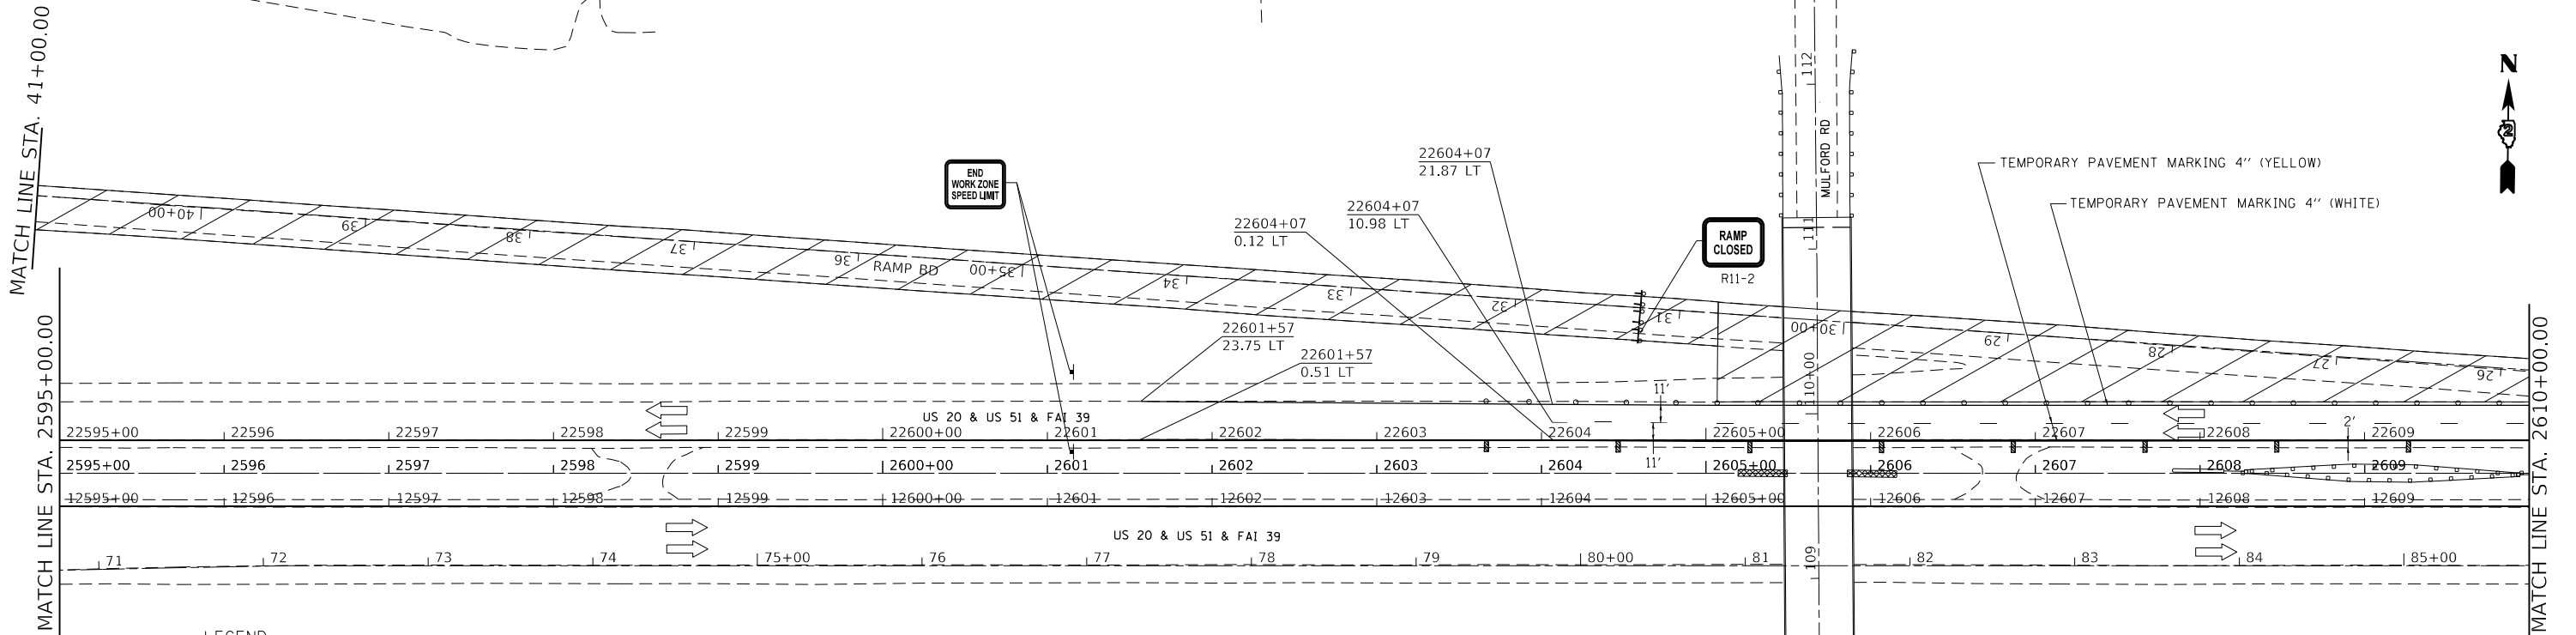 MATCH LINE STA. 41+00.00
MATCH LINE STA. 2595+00.00
MATCH LINE STA. 2610+00.00
N
2
END
WORK ZONE
SPEED LIMIT
22604+07
21.87 LT
22604+07
10.98 LT
22604+07
0.12 LT
22601+57
23.75 LT
22601+57
0.51 LT
RAMP
CLOSED
R11-2
TEMPORARY PAVEMENT MARKING 4'' (YELLOW)
TEMPORARY PAVEMENT MARKING 4'' (WHITE)
112
MULFORD RD
111
110+00
109
40+00 39 38 37 36 RAMP BD 35+00 34 33 32 31 30+00 29 28 27 26
11'
11'
2'
US 20 & US 51 & FAI 39
22595+00 22596 22597 22598 22599 22600+00 22601 22602 22603 22604 22605+00 22606 22607 22608 22609
2595+00 2596 2597 2598 2599 2600+00 2601 2602 2603 2604 2605+00 2606 2607 2608 2609
12595+00 12596 12597 12598 12599 12600+00 12601 12602 12603 12604 12605+00 12606 12607 12608 12609
US 20 & US 51 & FAI 39
71 72 73 74 75+00 76 77 78 79 80+00 81 82 83 84 85+00
LEGEND